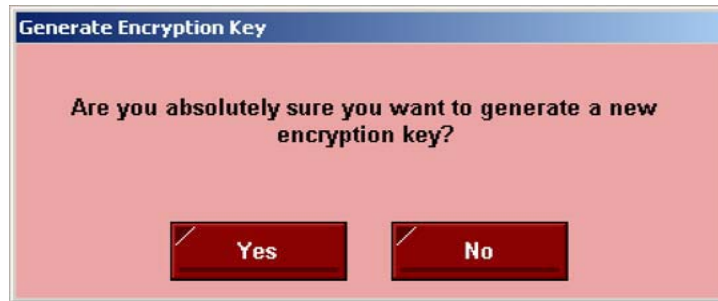 Generate Encryption Key
Are you absolutely sure you want to generate a new
encryption key?
Yes
No